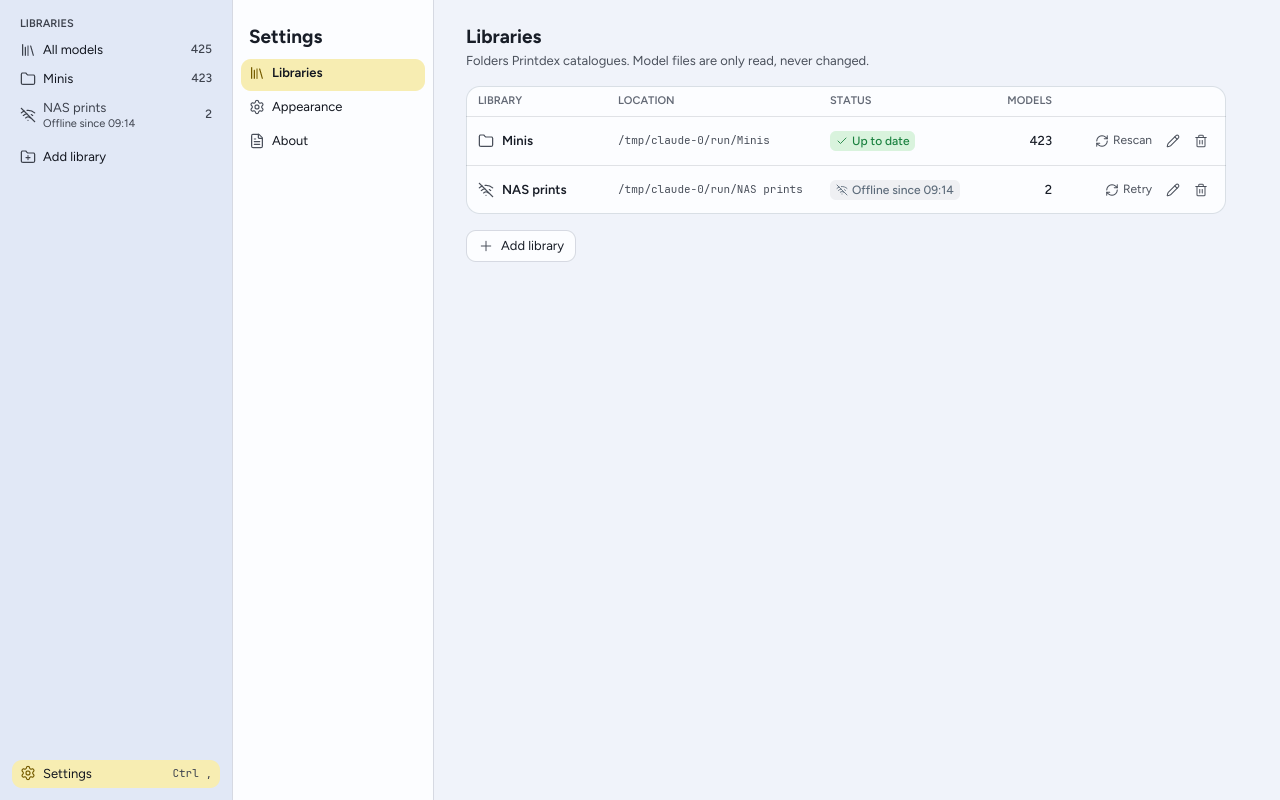 LIBRARIES
All models 425
Minis 423
NAS prints 2
Offline since 09:14
Add library
Settings Ctrl ,
Settings
Libraries
Appearance
About
Libraries
Folders Printdex catalogues. Model files are only read, never changed.
LIBRARY LOCATION STATUS MODELS
Minis /tmp/claude-0/run/Minis Up to date 423 Rescan
NAS prints /tmp/claude-0/run/NAS prints Offline since 09:14 2 Retry
Add library